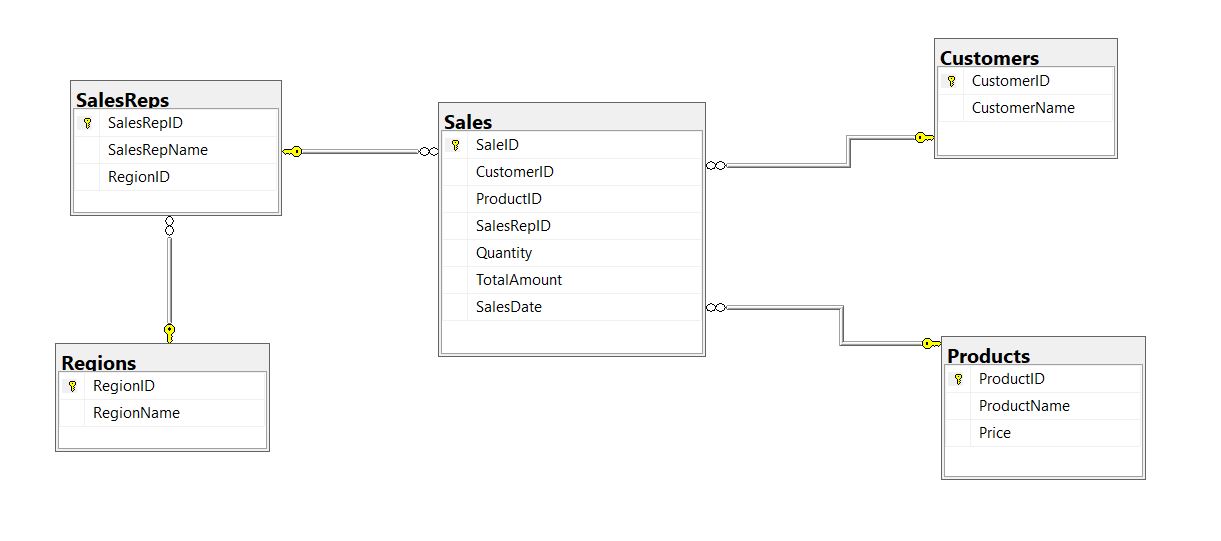 SalesReps
SalesRepID
SalesRepName
RegionID
Regions
RegionID
RegionName
Sales
SaleID
CustomerID
ProductID
SalesRepID
Quantity
TotalAmount
SalesDate
Customers
CustomerID
CustomerName
Products
ProductID
ProductName
Price